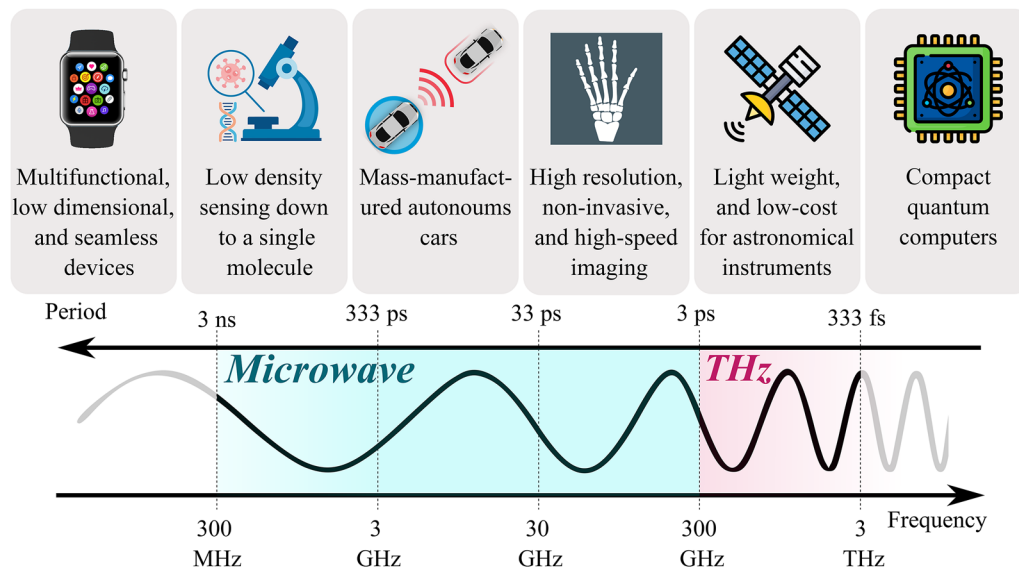 Multifunctional,
low dimensional,
and seamless
devices
Low density
sensing down
to a single
molecule
Mass-manufact-
ured autonoums
cars
High resolution,
non-invasive,
and high-speed
imaging
Light weight,
and low-cost
for astronomical
instruments
Compact
quantum
computers
Period
3 ns
333 ps
33 ps
3 ps
333 fs
Microwave
THz
Frequency
300
MHz
3
GHz
30
GHz
300
GHz
3
THz